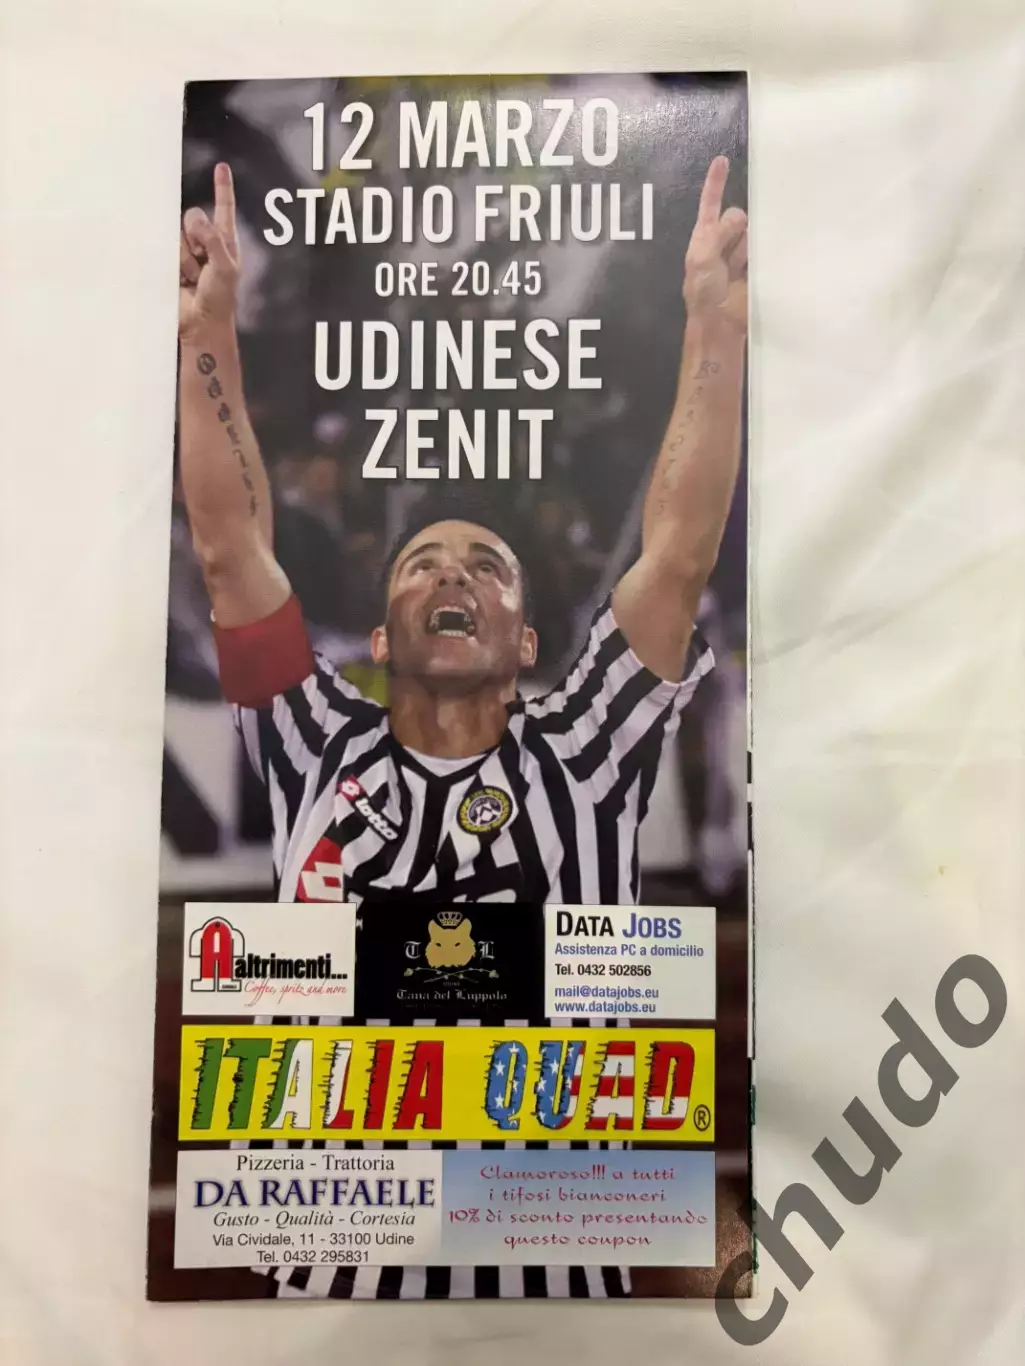 12 MARZO
STADIO FRIULI
ORE 20.45
UDINESE
ZENIT
lotto
Aaltrimenti...
Coffee, spritz and more
T L
Tana del Luppolo
DATA JOBS
Assistenza PC a domicilio
Tel. 0432 502856
mail@datajobs.eu
www.datajobs.eu
ITALIA QUAD®
Pizzeria - Trattoria
DA RAFFAELE
Gusto - Qualità - Cortesia
Via Cividale, 11 - 33100 Udine
Tel. 0432 295831
Clamoroso!!! a tutti
i tifosi bianconeri
10% di sconto presentando
questo coupon
chudo